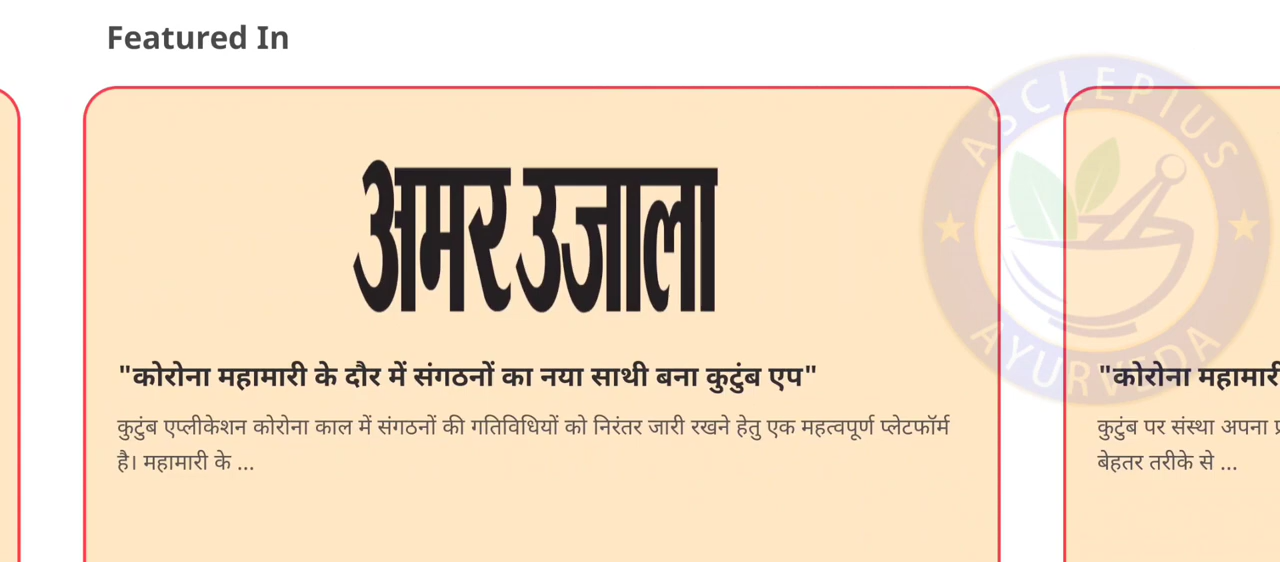 Featured In
ASCLEPIUS
AYURVEDA
अमर उजाला
"कोरोना महामारी के दौर में संगठनों का नया साथी बना कुटुंब एप"
कुटुंब एप्लीकेशन कोरोना काल में संगठनों की गतिविधियों को निरंतर जारी रखने हेतु एक महत्वपूर्ण प्लेटफॉर्म
है। महामारी के ...
"कोरोना महामारी
कुटुंब पर संस्था अपना
बेहतर तरीके से ...